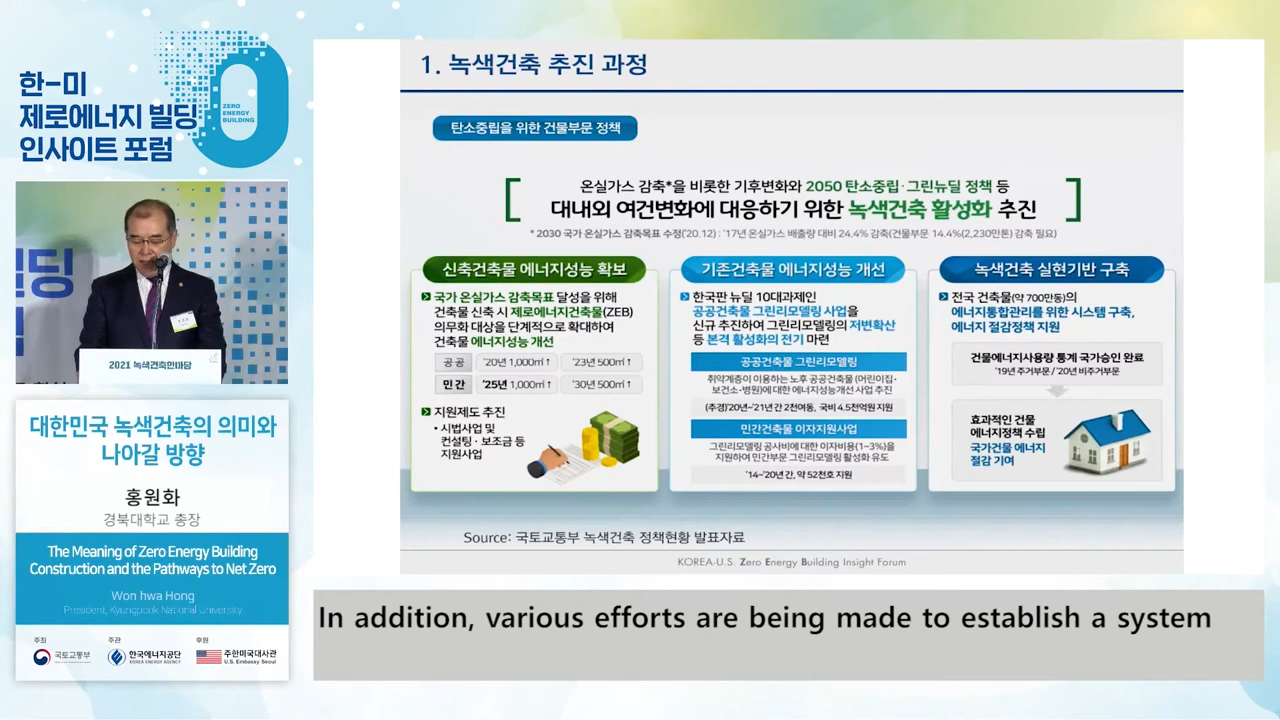 한-미
제로에너지 빌딩
인사이트 포럼
ZERO
ENERGY
BUILDING
딩
2021 녹색건축한마당
대한민국 녹색건축의 의미와
나아갈 방향
홍원화
경북대학교 총장
The Meaning of Zero Energy Building
Construction and the Pathways to Net Zero
Won hwa Hong
President, Kyungpook National University
주최
주관
후원
국토교통부
한국에너지공단
KOREA ENERGY AGENCY
주한미국대사관
U.S. Embassy Seoul
1. 녹색건축 추진 과정
탄소중립을 위한 건물부문 정책
온실가스 감축*을 비롯한 기후변화와 2050 탄소중립·그린뉴딜 정책 등
대내외 여건변화에 대응하기 위한 녹색건축 활성화 추진
* 2030 국가 온실가스 감축목표 수정('20.12) : '17년 온실가스 배출량 대비 24.4% 감축(건물부문 14.4%(2,230만톤) 감축 필요)
신축건축물 에너지성능 확보
국가 온실가스 감축목표 달성을 위해
건축물 신축 시 제로에너지건축물(ZEB)
의무화 대상을 단계적으로 확대하여
건축물 에너지성능 개선
공 공 '20년 1,000㎡↑ '23년 500㎡↑
민 간 '25년 1,000㎡↑ '30년 500㎡↑
지원제도 추진
• 시범사업 및
컨설팅·보조금 등
지원사업
기존건축물 에너지성능 개선
한국판 뉴딜 10대과제인
공공건축물 그린리모델링 사업을
신규 추진하여 그린리모델링의 저변확산
등 본격 활성화의 전기 마련
공공건축물 그린리모델링
취약계층이 이용하는 노후 공공건축물 (어린이집·
보건소·병원)에 대한 에너지성능개선 사업 추진
(추경)'20년~'21년 간 2천여동, 국비 4.5천억원 지원
민간건축물 이자지원사업
그린리모델링 공사비에 대한 이자비용(1~3%)을
지원하여 민간부문 그린리모델링 활성화 유도
'14~'20년 간, 약 52천호 지원
녹색건축 실현기반 구축
전국 건축물(약 700만동)의
에너지통합관리를 위한 시스템 구축,
에너지 절감정책 지원
건물에너지사용량 통계 국가승인 완료
'19년 주거부문 / '20년 비주거부문
효과적인 건물
에너지정책 수립
국가건물 에너지
절감 기여
Source: 국토교통부 녹색건축 정책현황 발표자료
KOREA-U.S. Zero Energy Building Insight Forum
In addition, various efforts are being made to establish a system